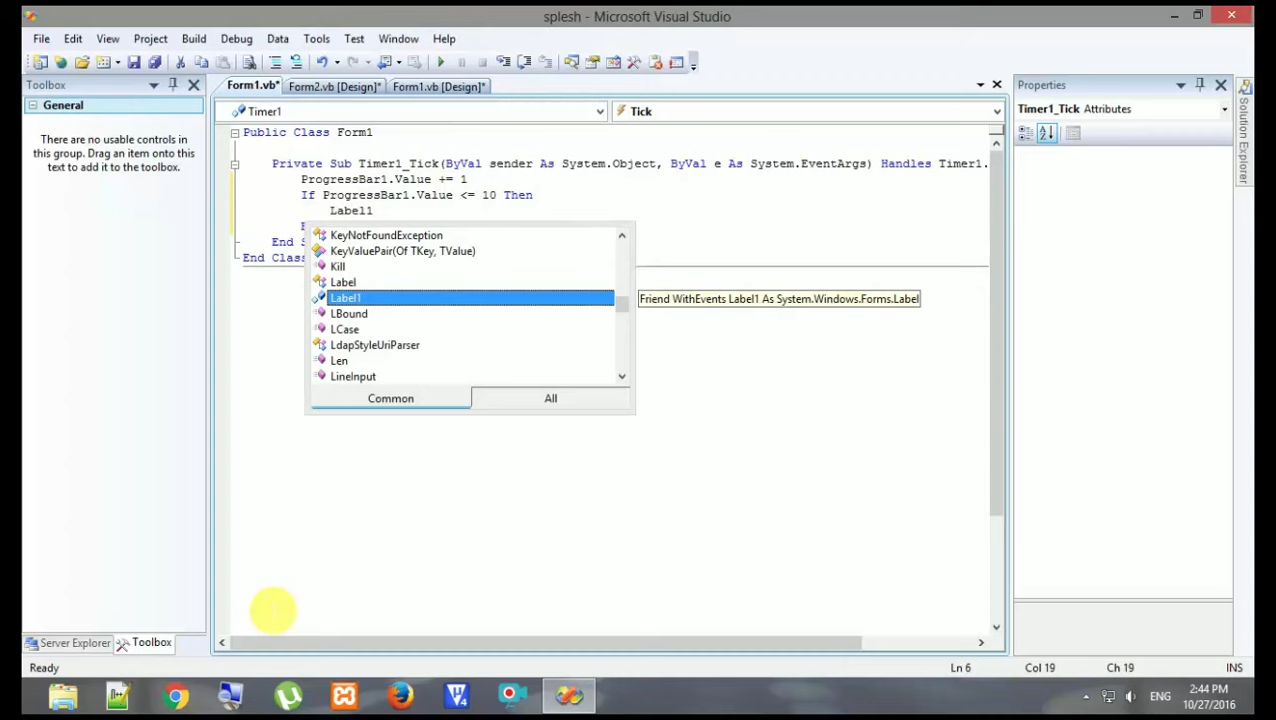 splesh - Microsoft Visual Studio
File Edit View Project Build Debug Data Tools Test Window Help
Toolbox
Form1.vb* Form2.vb [Design]* Form1.vb [Design]*
Properties
General
There are no usable controls in
this group. Drag an item onto this
text to add it to the toolbox.
Timer1
Tick
Timer1_Tick Attributes
Solution Explorer
Public Class Form1
Private Sub Timer1_Tick(ByVal sender As System.Object, ByVal e As System.EventArgs) Handles Timer1.
ProgressBar1.Value += 1
If ProgressBar1.Value <= 10 Then
Label1
End S
End Class
KeyNotFoundException
KeyValuePair(Of TKey, TValue)
Kill
Label
Label1
LBound
LCase
LdapStyleUriParser
Len
LineInput
Common All
Friend WithEvents Label1 As System.Windows.Forms.Label
Server Explorer Toolbox
Ready Ln 6 Col 19 Ch 19 INS
ENG
2:44 PM
10/27/2016